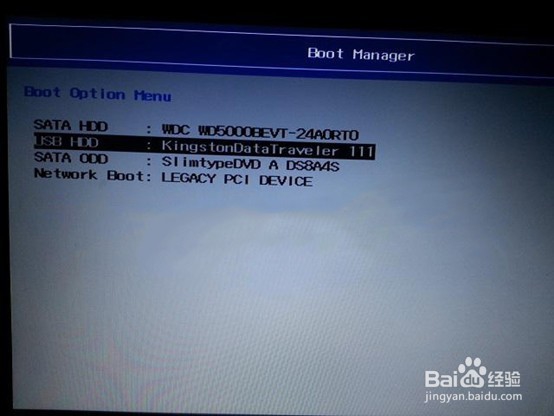 Boot Manager
Boot Option Menu
SATA HDD : WDC WD5000BEVT-24A0RT0
USB HDD : KingstonDataTraveler 111
SATA ODD : SlimtypeDVD A DS8A4S
Network Boot: LEGACY PCI DEVICE
Baidu 经验
jingyan.baidu.com